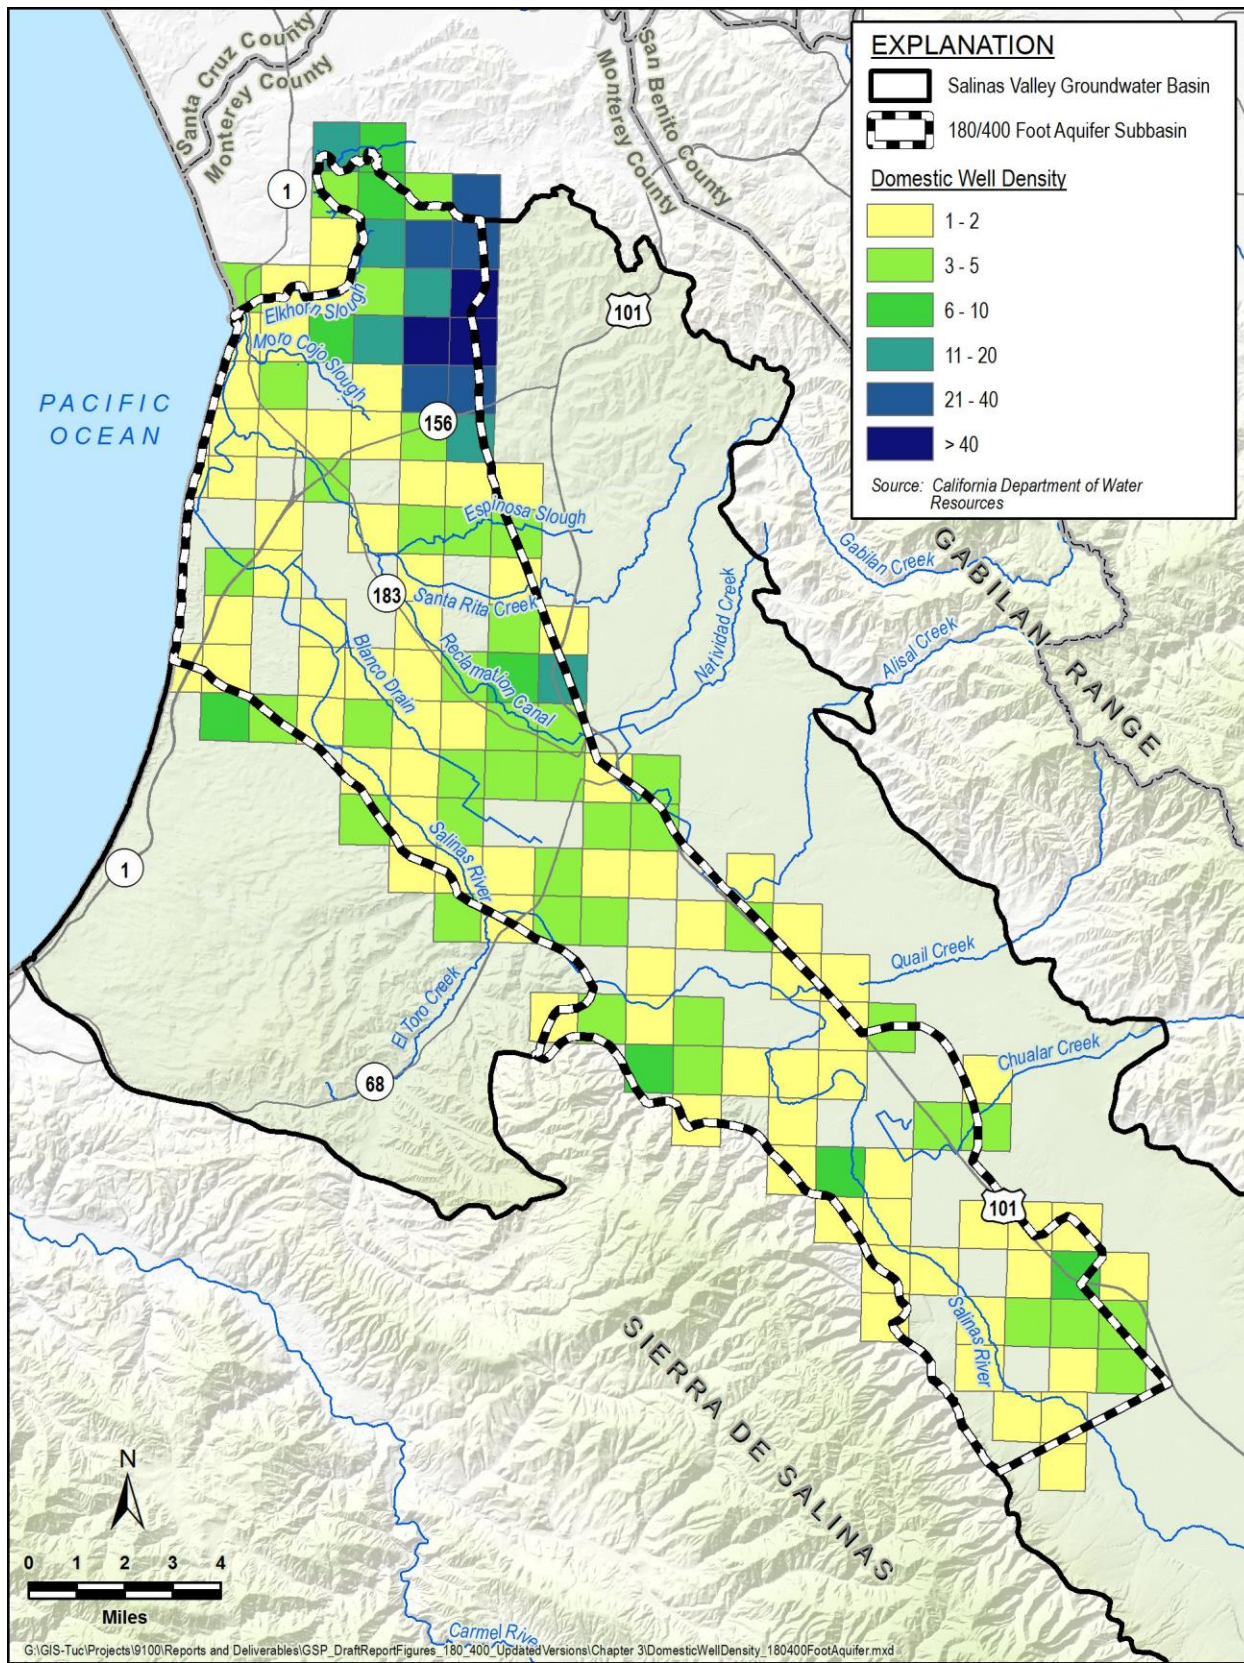 EXPLANATION
Salinas Valley Groundwater Basin
180/400 Foot Aquifer Subbasin
Domestic Well Density
1 - 2
3 - 5
6 - 10
11 - 20
21 - 40
> 40
Source: California Department of Water
Resources
Santa Cruz County
Monterey County
San Benito County
Monterey County
1
101
Elkhorn Slough
Moro Cojo Slough
PACIFIC
OCEAN
156
Espinosa Slough
Gabilan Creek
GABILAN RANGE
183
Santa Rita Creek
Natividad Creek
Alisal Creek
Blanco Drain
Reclamation Canal
Salinas River
1
Quail Creek
El Toro Creek
Chualar Creek
68
101
Salinas River
SIERRA DE SALINAS
N
0 1 2 3 4
Miles
Carmel Rive
G:\GIS-Tuc\Projects\9100\Reports and Deliverables\GSP_DraftReportFigures_180_400_UpdatedVersions\Chapter 3\DomesticWellDensity_180400FootAquifer.mxd